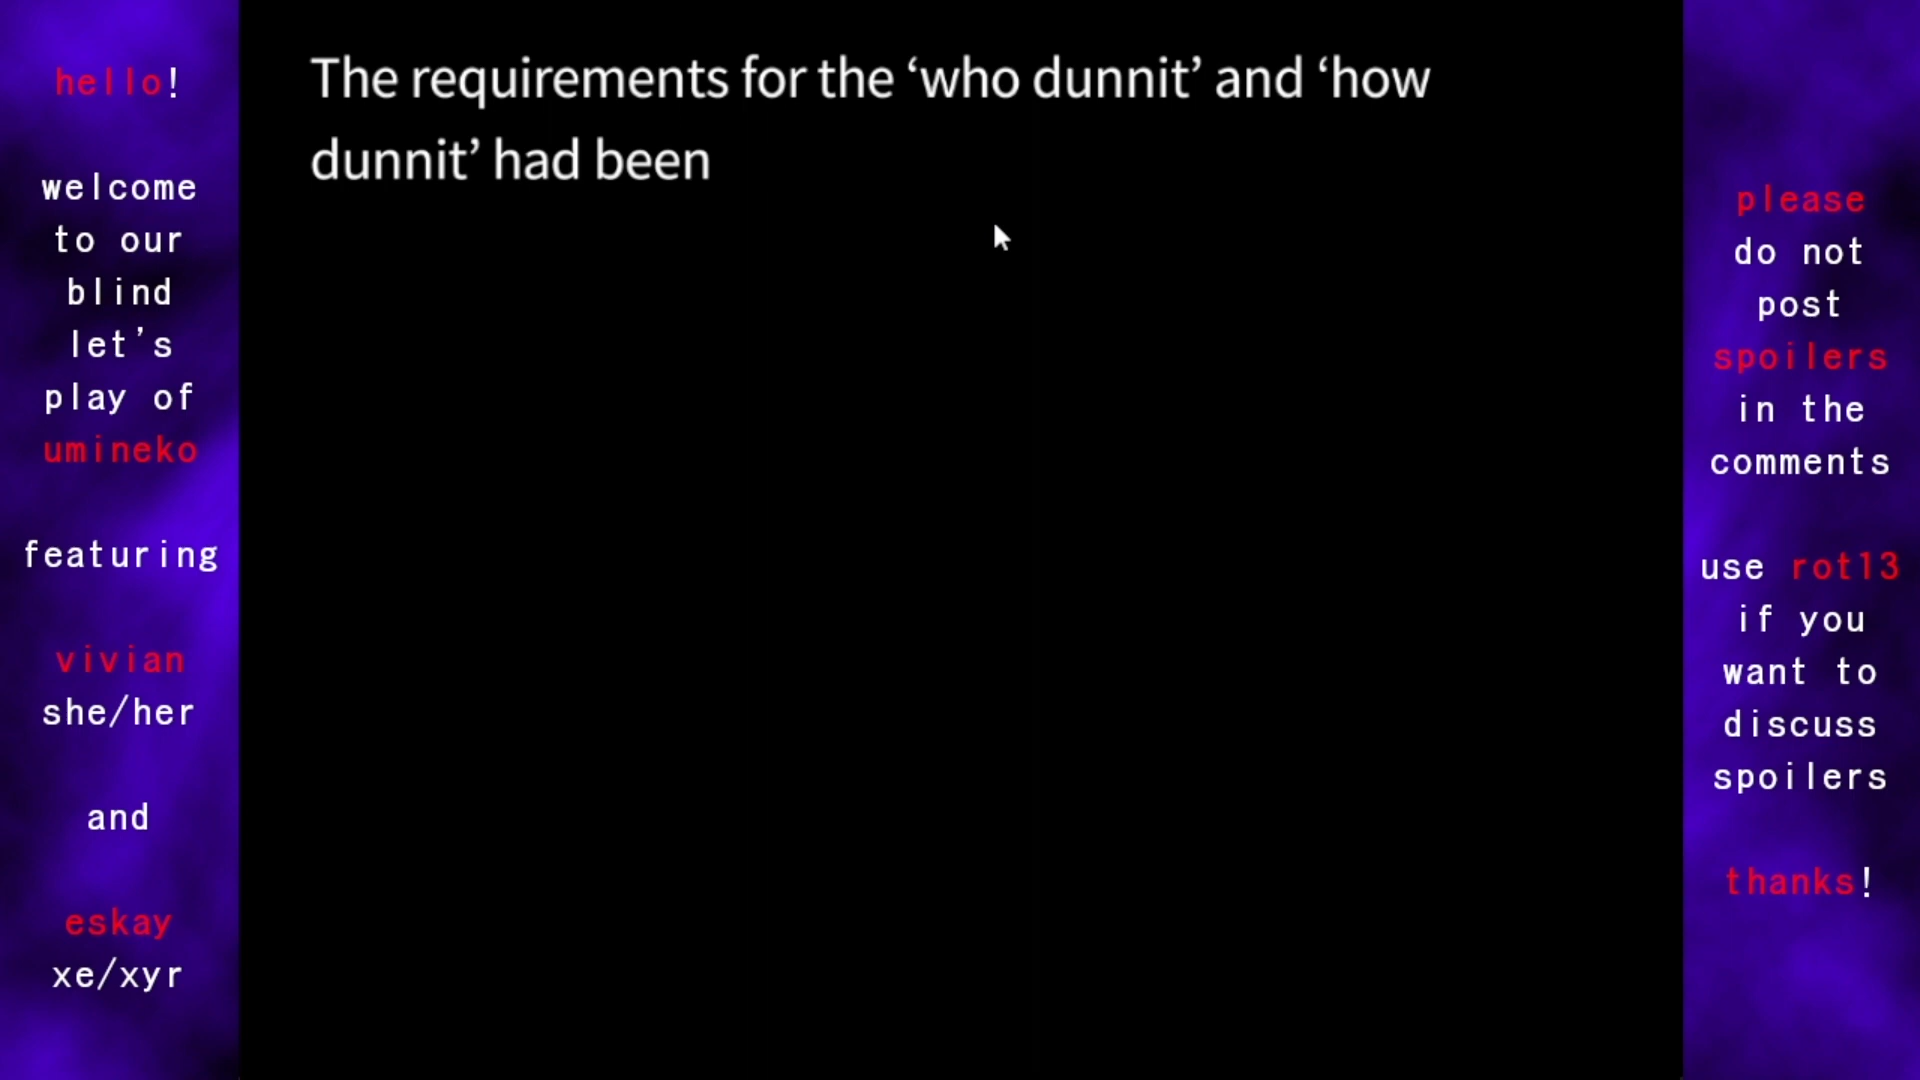 hello!
welcome
to our
blind
let's
play of
umineko
featuring
vivian
she/her
and
eskay
xe/xyr
The requirements for the ‘who dunnit’ and ‘how
dunnit’ had been
please
do not
post
spoilers
in the
comments
use rot13
if you
want to
discuss
spoilers
thanks!